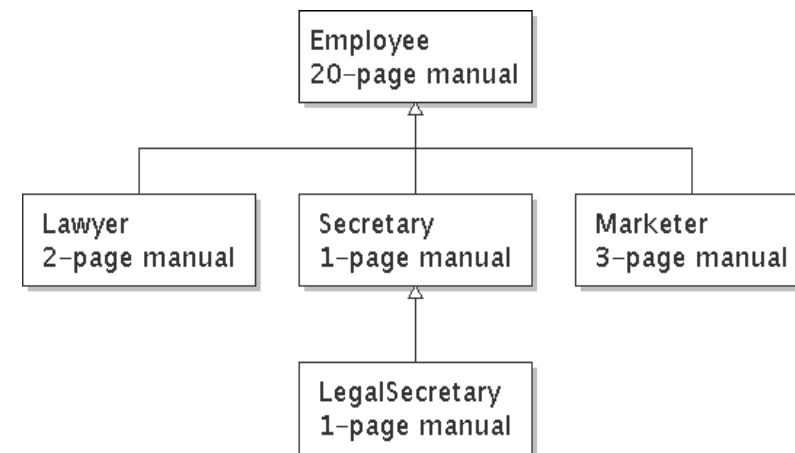 Employee
20-page manual
Lawyer
2-page manual
Secretary
1-page manual
Marketer
3-page manual
LegalSecretary
1-page manual